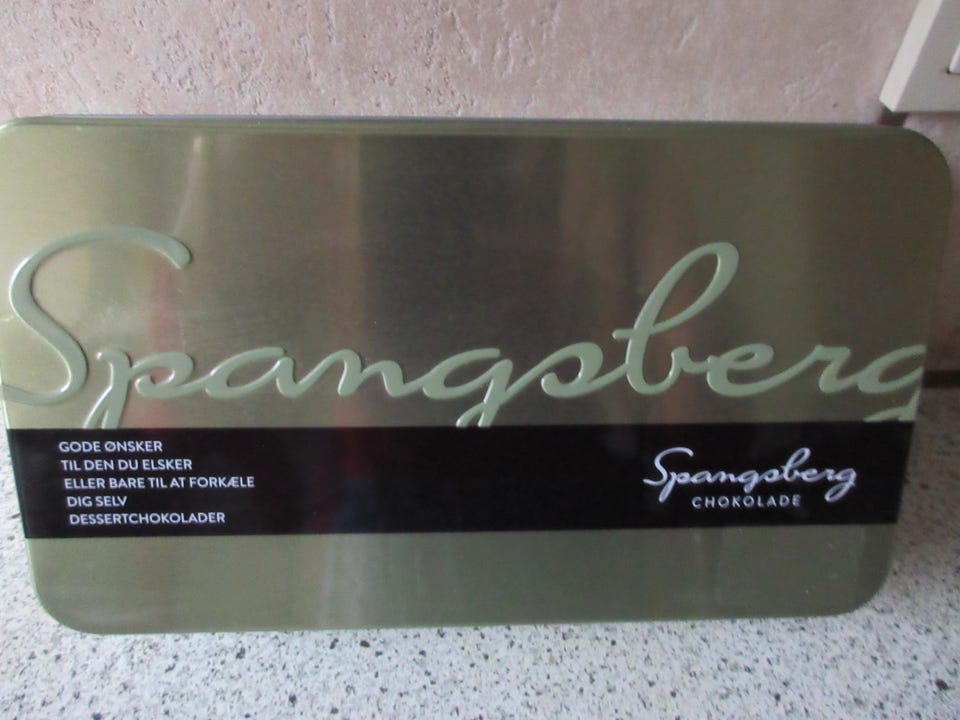 Spangsberg
GODE ØNSKER
TIL DEN DU ELSKER
ELLER BARE TIL AT FORKÆLE
DIG SELV
DESSERTCHOKOLADER
Spangsberg
CHOKOLADE